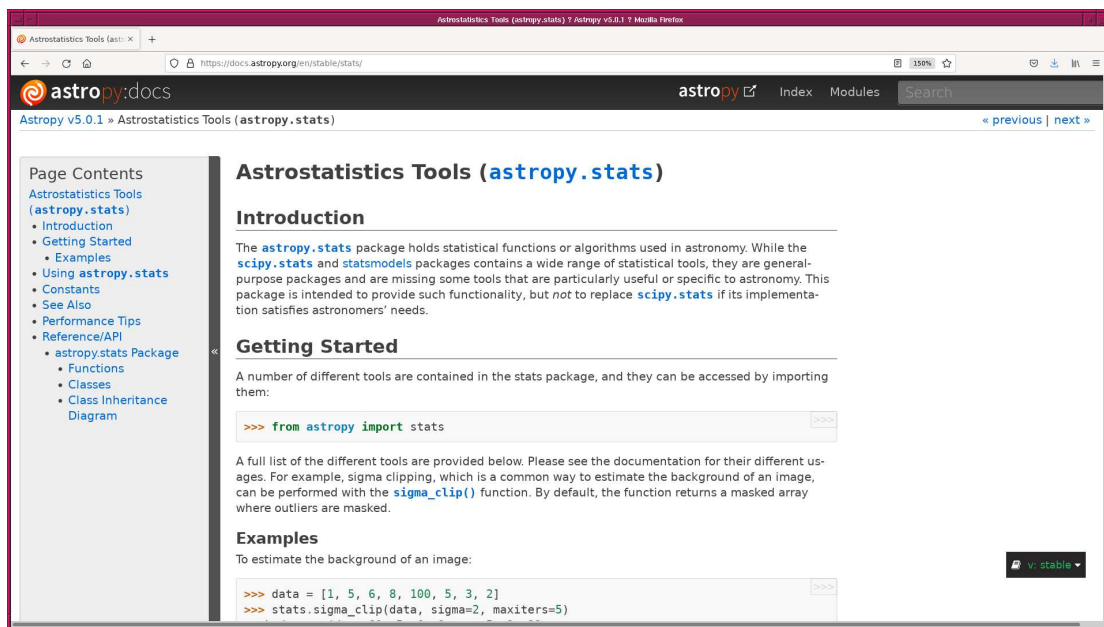 Astrostatistics Tools (astropy.stats) ? Astropy v5.0.1 ? Mozilla Firefox
Astrostatistics Tools (ast
https://docs.astropy.org/en/stable/stats/
150%
astropy:docs
astropy
Index
Modules
Search
Astropy v5.0.1 » Astrostatistics Tools (astropy.stats)
« previous | next »
Page Contents
Astrostatistics Tools
(astropy.stats)
• Introduction
• Getting Started
• Examples
• Using astropy.stats
• Constants
• See Also
• Performance Tips
• Reference/API
• astropy.stats Package
• Functions
• Classes
• Class Inheritance
Diagram
«
Astrostatistics Tools (astropy.stats)
Introduction
The astropy.stats package holds statistical functions or algorithms used in astronomy. While the
scipy.stats and statsmodels packages contains a wide range of statistical tools, they are general-
purpose packages and are missing some tools that are particularly useful or specific to astronomy. This
package is intended to provide such functionality, but not to replace scipy.stats if its implementa-
tion satisfies astronomers' needs.
Getting Started
A number of different tools are contained in the stats package, and they can be accessed by importing
them:
>>> from astropy import stats
>>>
A full list of the different tools are provided below. Please see the documentation for their different us-
ages. For example, sigma clipping, which is a common way to estimate the background of an image,
can be performed with the sigma_clip() function. By default, the function returns a masked array
where outliers are masked.
Examples
To estimate the background of an image:
>>> data = [1, 5, 6, 8, 100, 5, 3, 2]
>>>
>>> stats.sigma_clip(data, sigma=2, maxiters=5)
v: stable